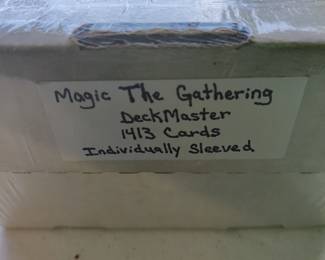 Magic The Gathering
DeckMaster
1413 Cards
Individually Sleeved